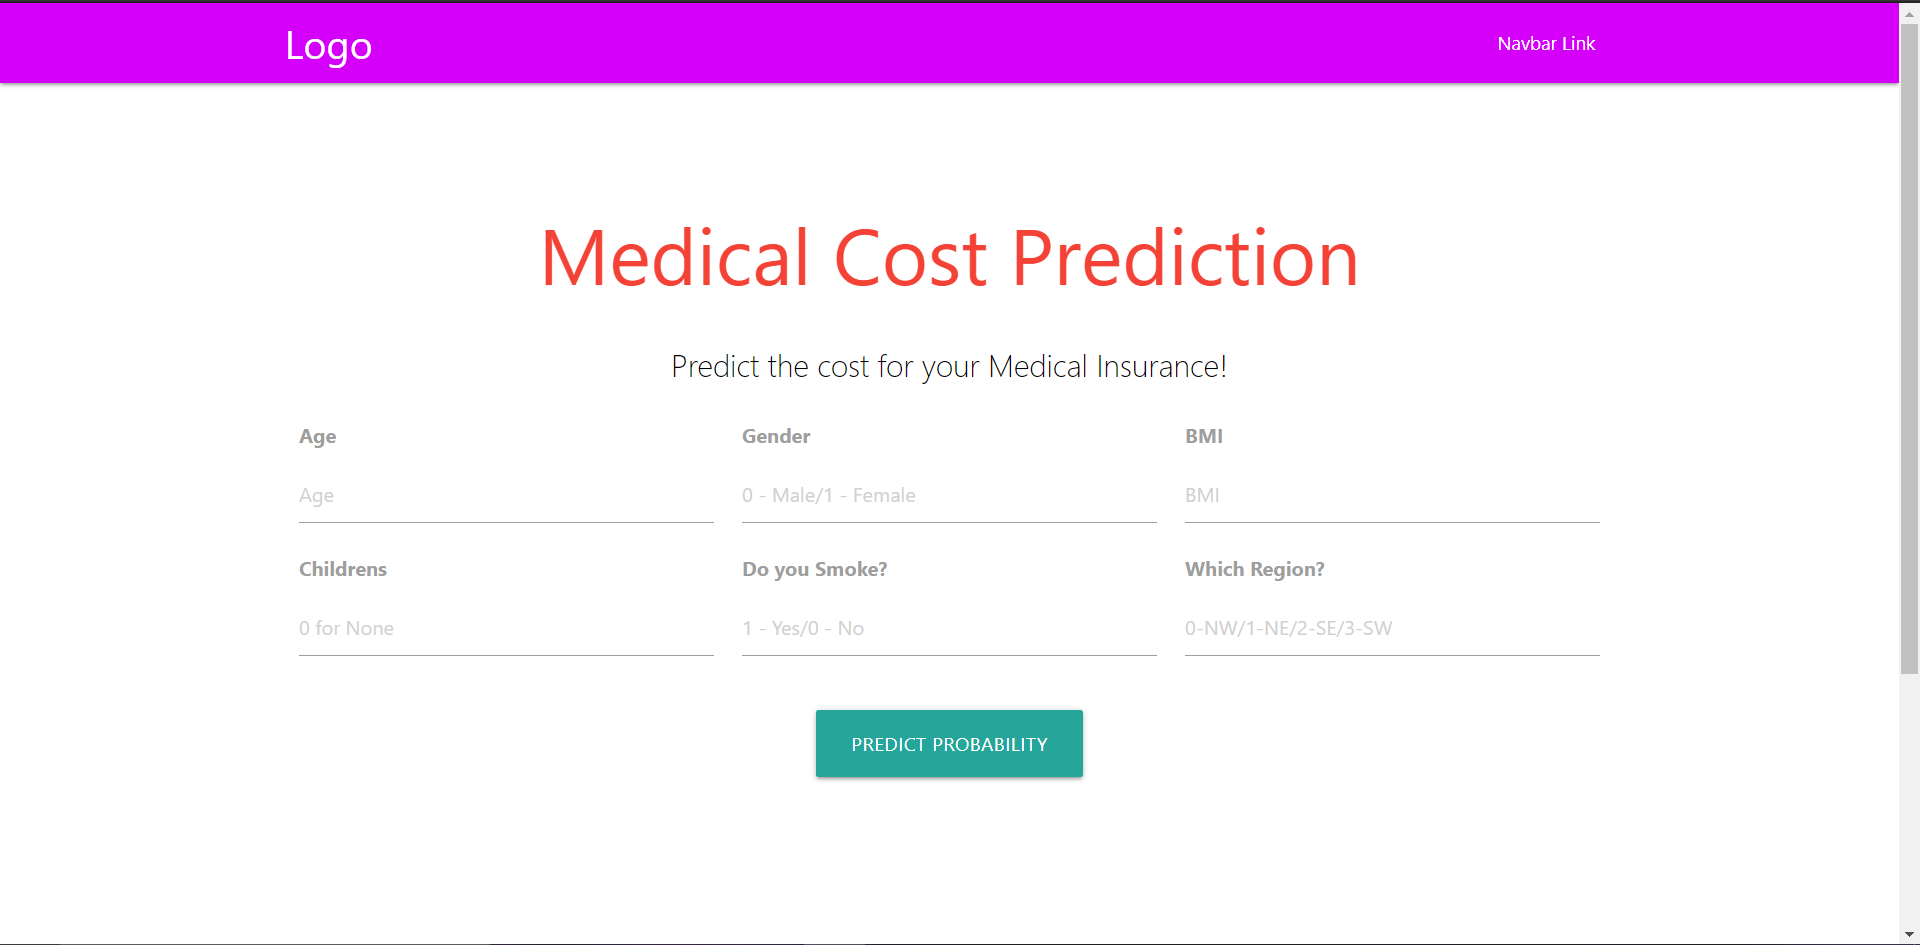 Logo
Navbar Link
Medical Cost Prediction
Predict the cost for your Medical Insurance!
Age
Gender
BMI
Age
0 - Male/1 - Female
BMI
Childrens
Do you Smoke?
Which Region?
0 for None
1 - Yes/0 - No
0-NW/1-NE/2-SE/3-SW
PREDICT PROBABILITY